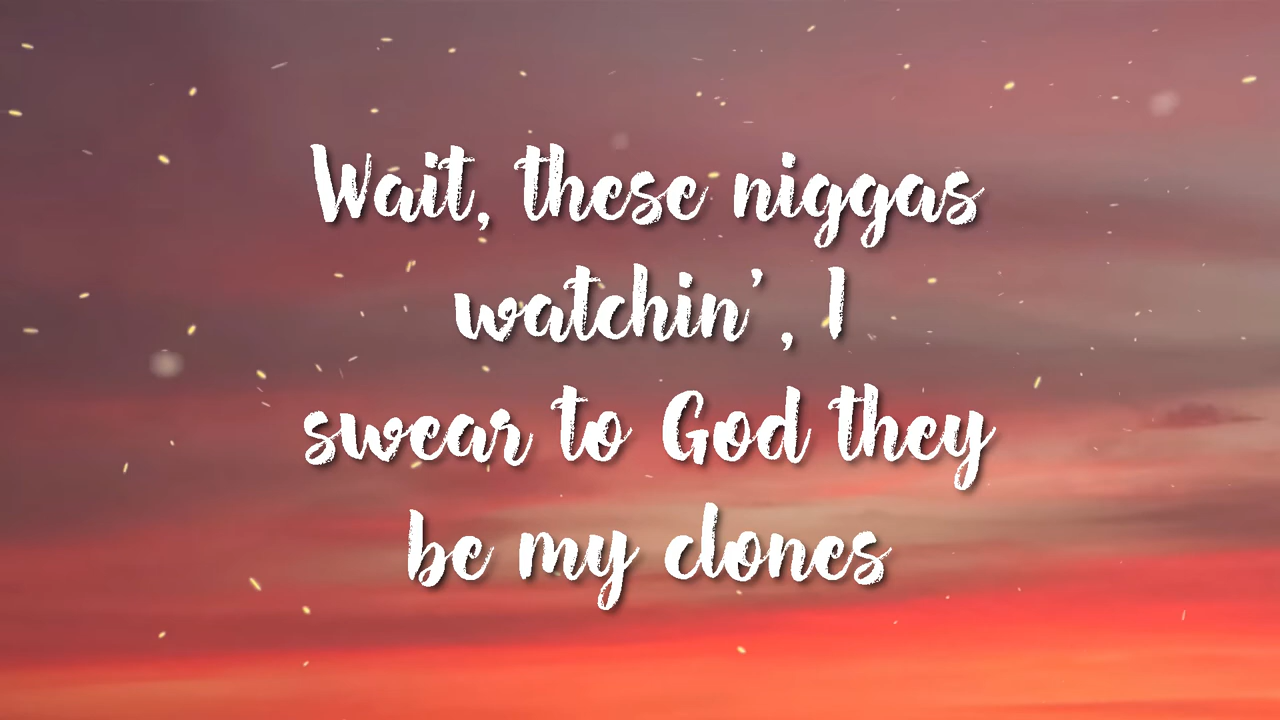 Wait, these niggas
watchin', I
swear to God they
be my clones